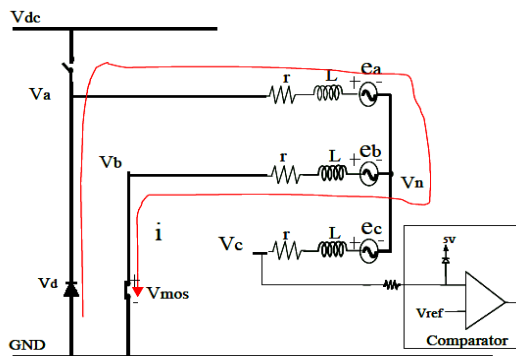 Vdc
r L + ea -
Va
r L + eb -
Vb
Vn
r L + ec -
i
Vc
5V
Vd
+
Vmos
-
Vref
GND
Comparator